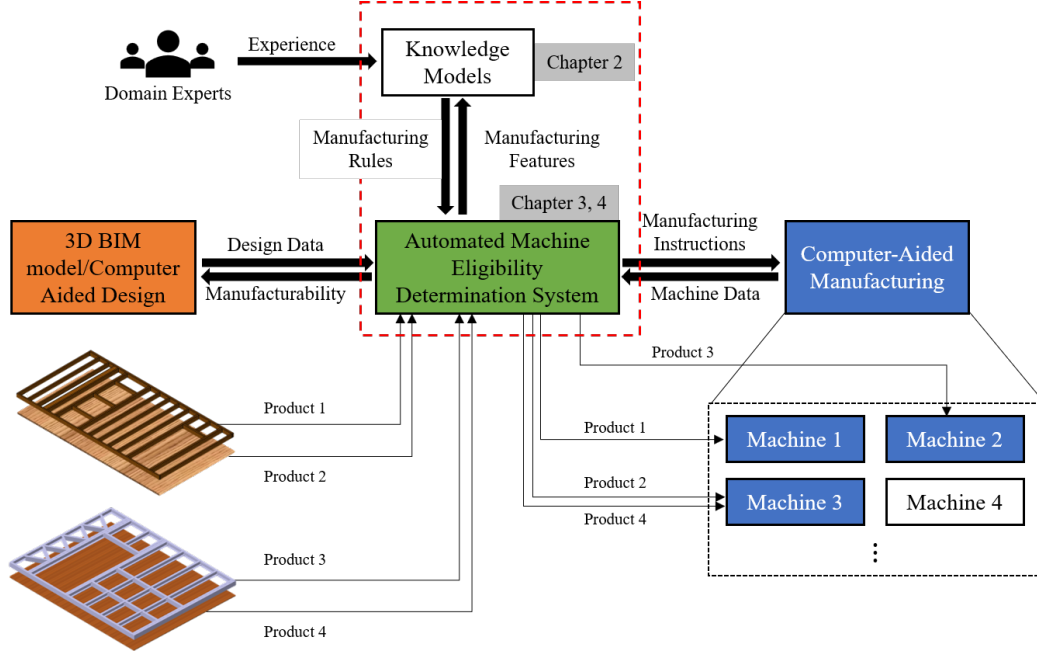 Experience
Domain Experts
Knowledge
Models
Chapter 2
Manufacturing
Rules
Manufacturing
Features
Chapter 3, 4
3D BIM
model/Computer
Aided Design
Design Data
Manufacturability
Automated Machine
Eligibility
Determination System
Manufacturing
Instructions
Machine Data
Computer-Aided
Manufacturing
Product 1
Product 2
Product 3
Product 4
Product 3
Product 1
Product 2
Product 4
Machine 1
Machine 2
Machine 3
Machine 4